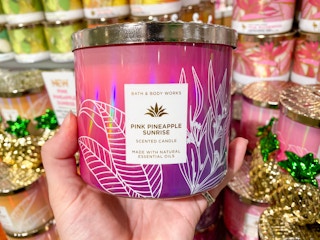 BATH & BODY WORKS
PINK PINEAPPLE
SUNRISE
SCENTED CANDLE
MADE WITH NATURAL
ESSENTIAL OILS